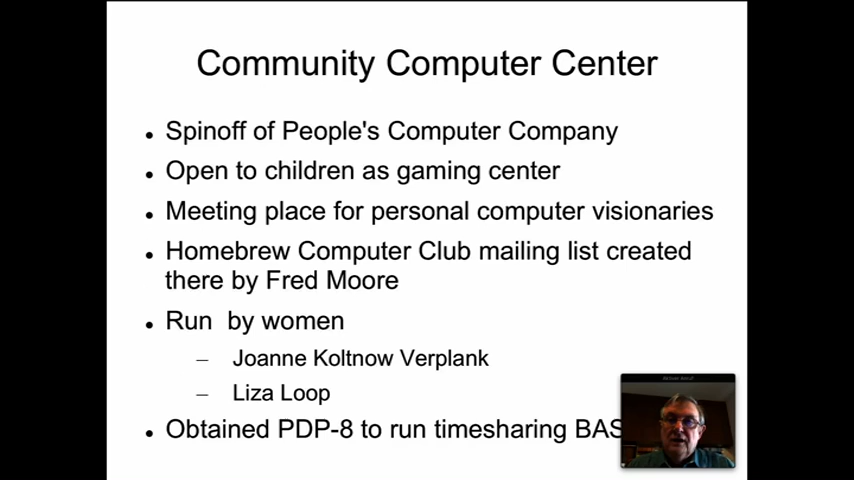 Community Computer Center
• Spinoff of People's Computer Company
• Open to children as gaming center
• Meeting place for personal computer visionaries
• Homebrew Computer Club mailing list created
there by Fred Moore
• Run by women
– Joanne Koltnow Verplank
– Liza Loop
• Obtained PDP-8 to run timesharing BAS